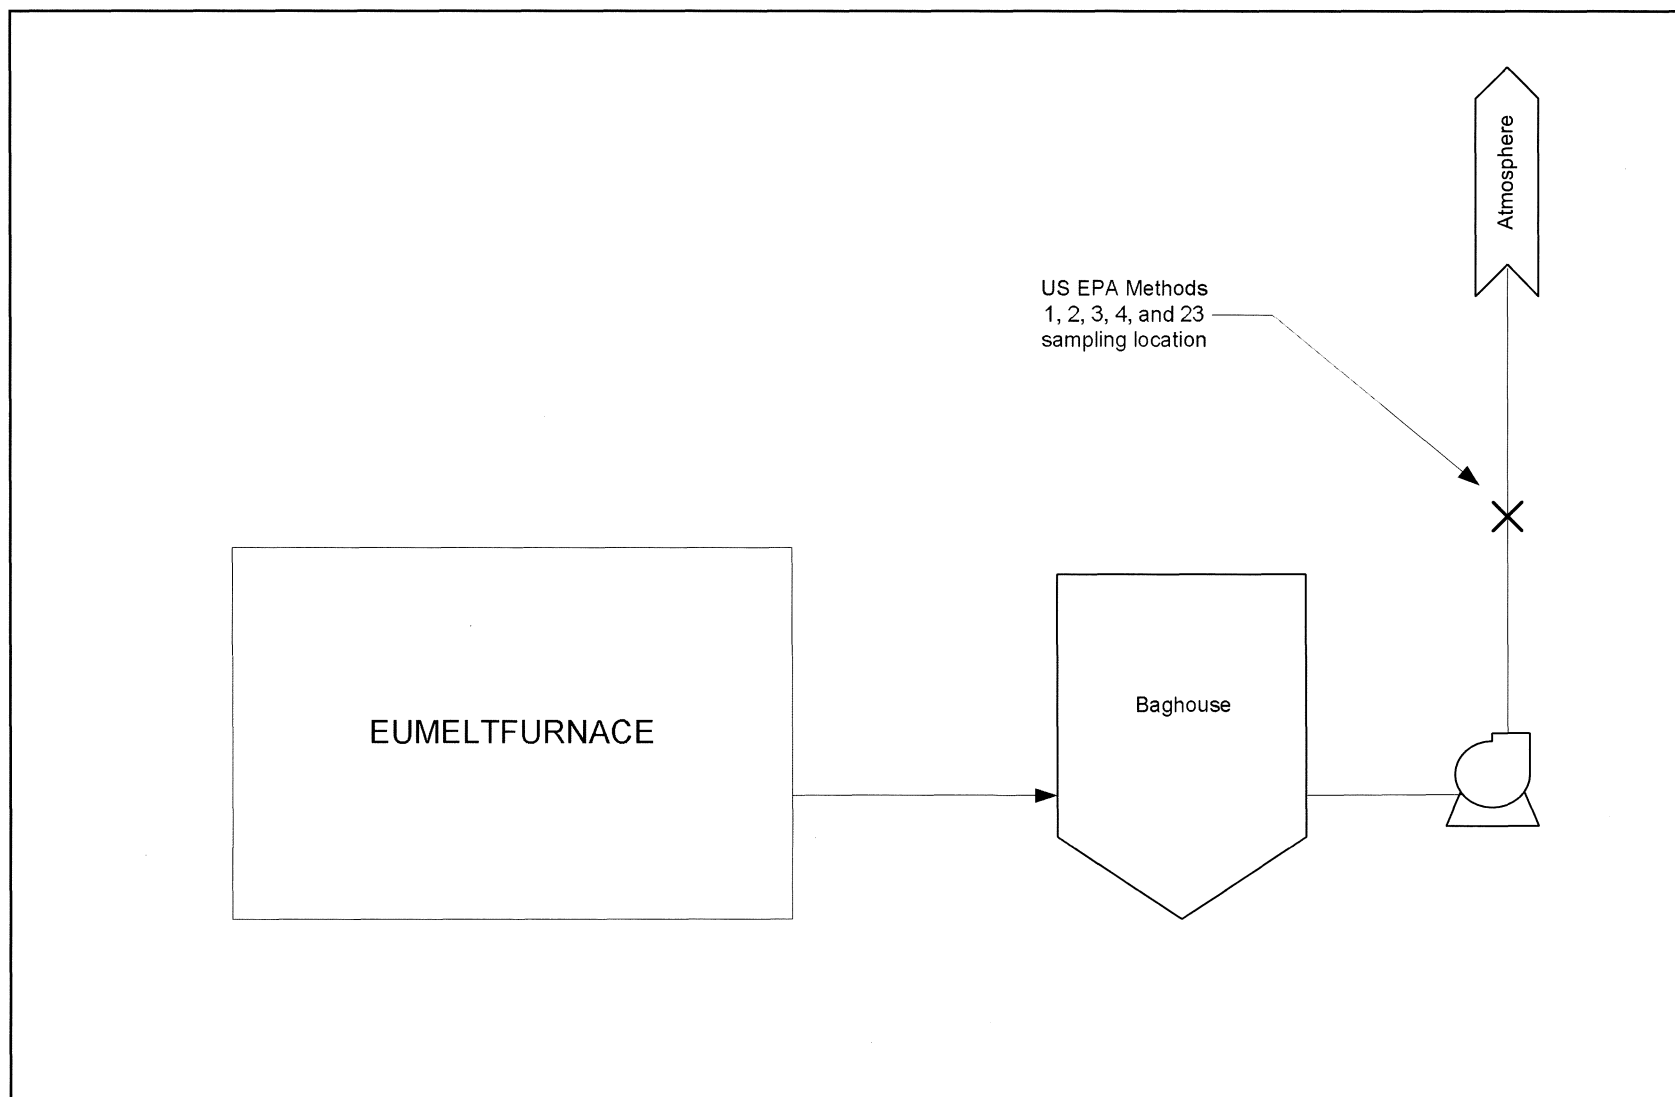 Atmosphere
US EPA Methods
1, 2, 3, 4, and 23
sampling location
EUMELTFURNACE
Baghouse